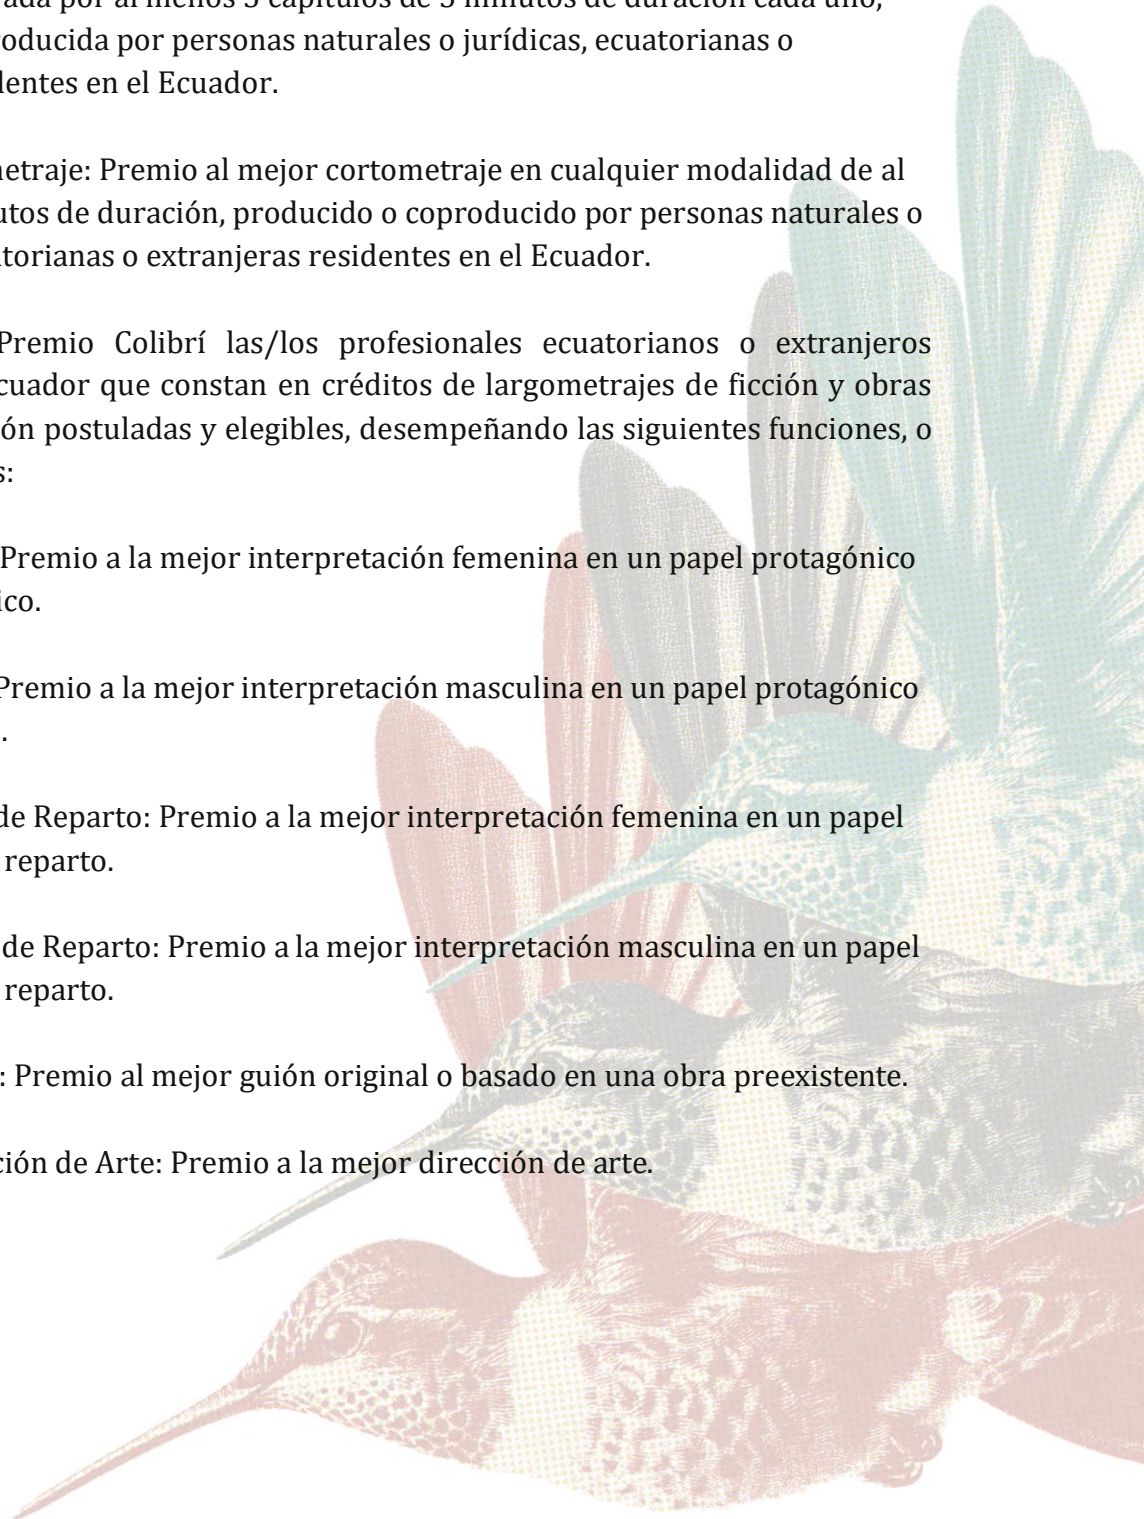 ada por al menos 3 capítulos de 3 minutos de duración cada uno,
oducida por personas naturales o jurídicas, ecuatorianas o
dentes en el Ecuador.
etraje: Premio al mejor cortometraje en cualquier modalidad de al
utos de duración, producido o coproducido por personas naturales o
torianas o extranjeras residentes en el Ecuador.
Premio Colibrí las/los profesionales ecuatorianos o extranjeros
cuador que constan en créditos de largometrajes de ficción y obras
ón postuladas y elegibles, desempeñando las siguientes funciones, o
s:
Premio a la mejor interpretación femenina en un papel protagónico
ico.
Premio a la mejor interpretación masculina en un papel protagónico
.
de Reparto: Premio a la mejor interpretación femenina en un papel
reparto.
de Reparto: Premio a la mejor interpretación masculina en un papel
reparto.
: Premio al mejor guión original o basado en una obra preexistente.
ción de Arte: Premio a la mejor dirección de arte.